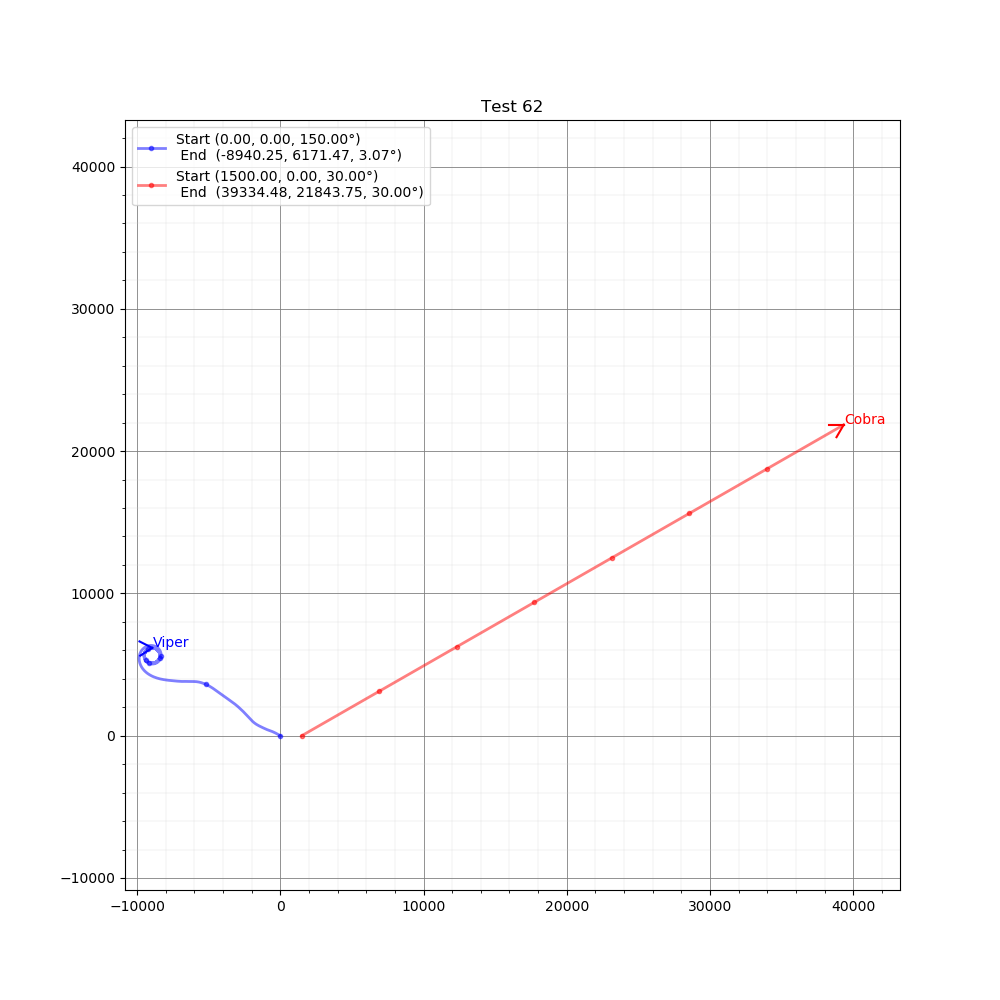 Test 62
Start (0.00, 0.00, 150.00°)
End (-8940.25, 6171.47, 3.07°)
Start (1500.00, 0.00, 30.00°)
End (39334.48, 21843.75, 30.00°)
40000
30000
20000
10000
0
−10000
Cobra
Viper
−10000
0
10000
20000
30000
40000